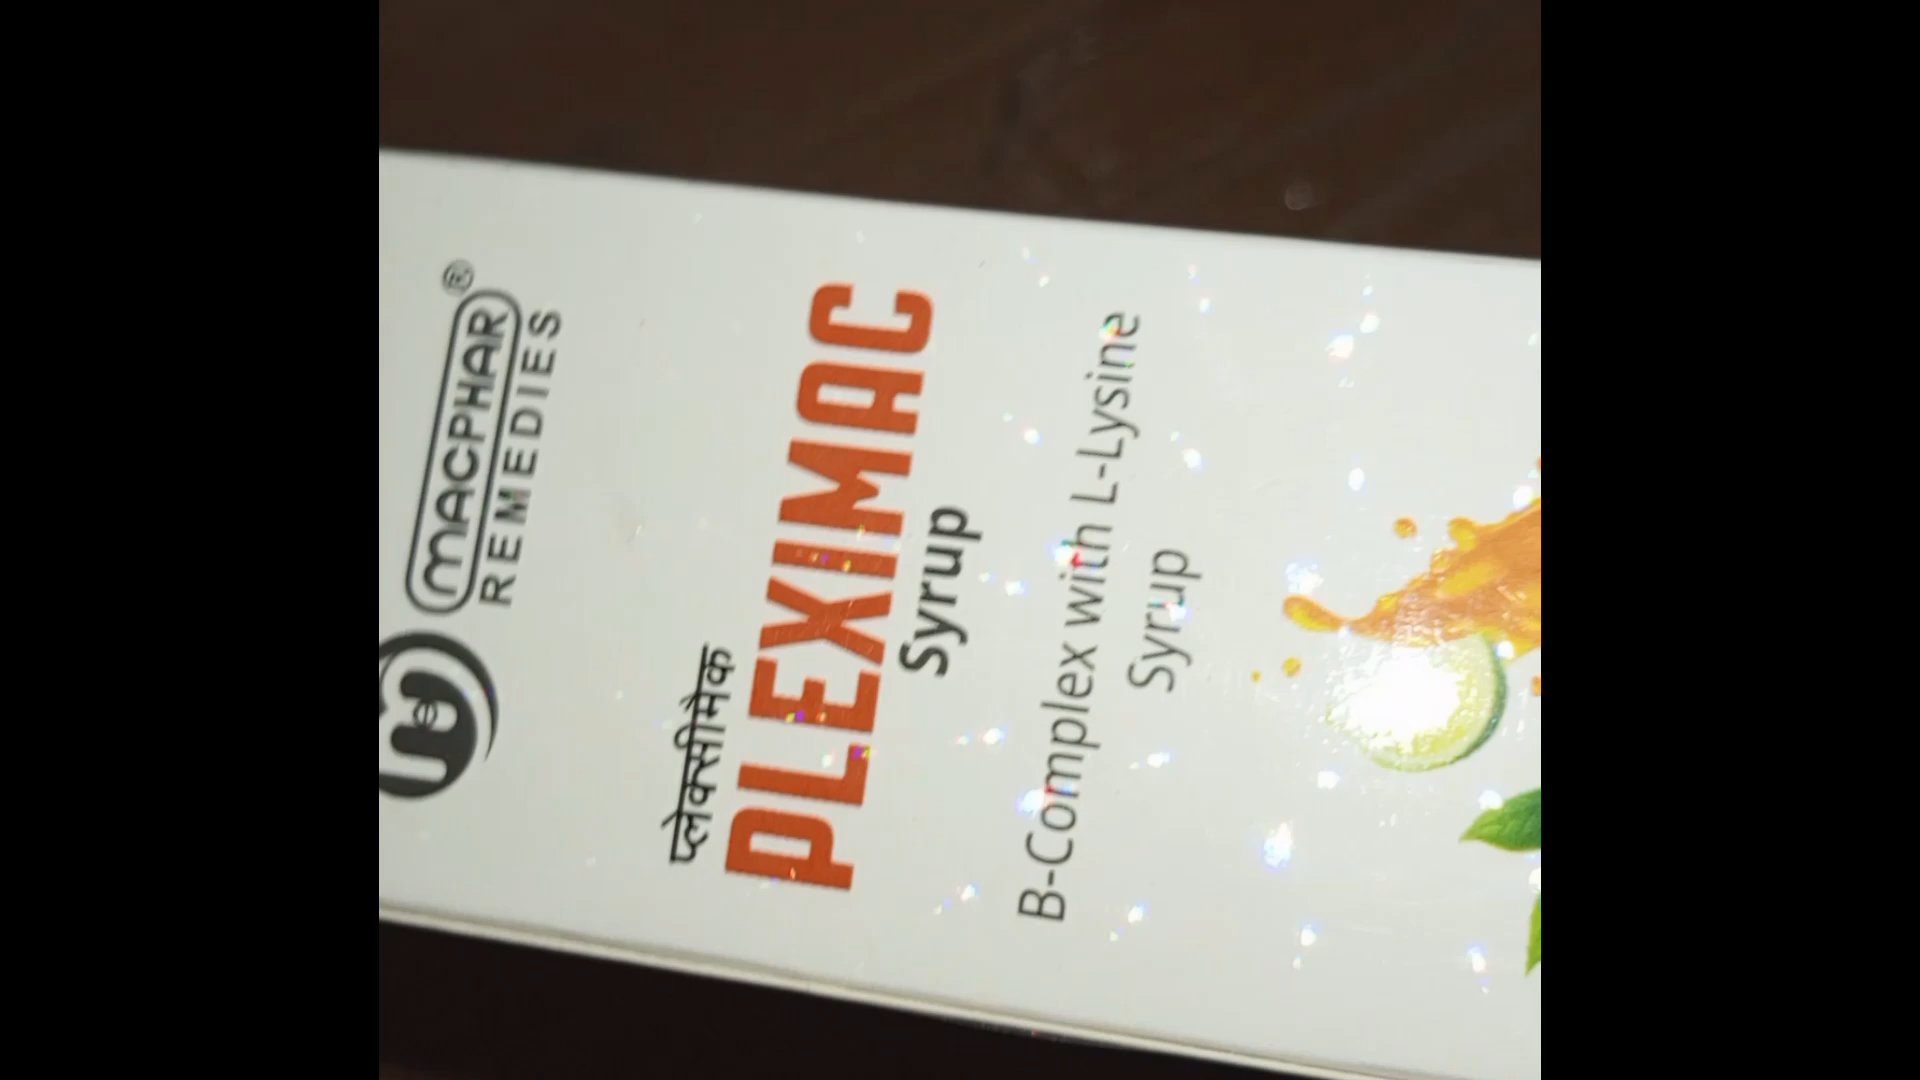 MACPHAR®
REMEDIES
प्लेक्सीमैक
PLEXIMAC
Syrup
B-Complex with L-Lysine
Syrup